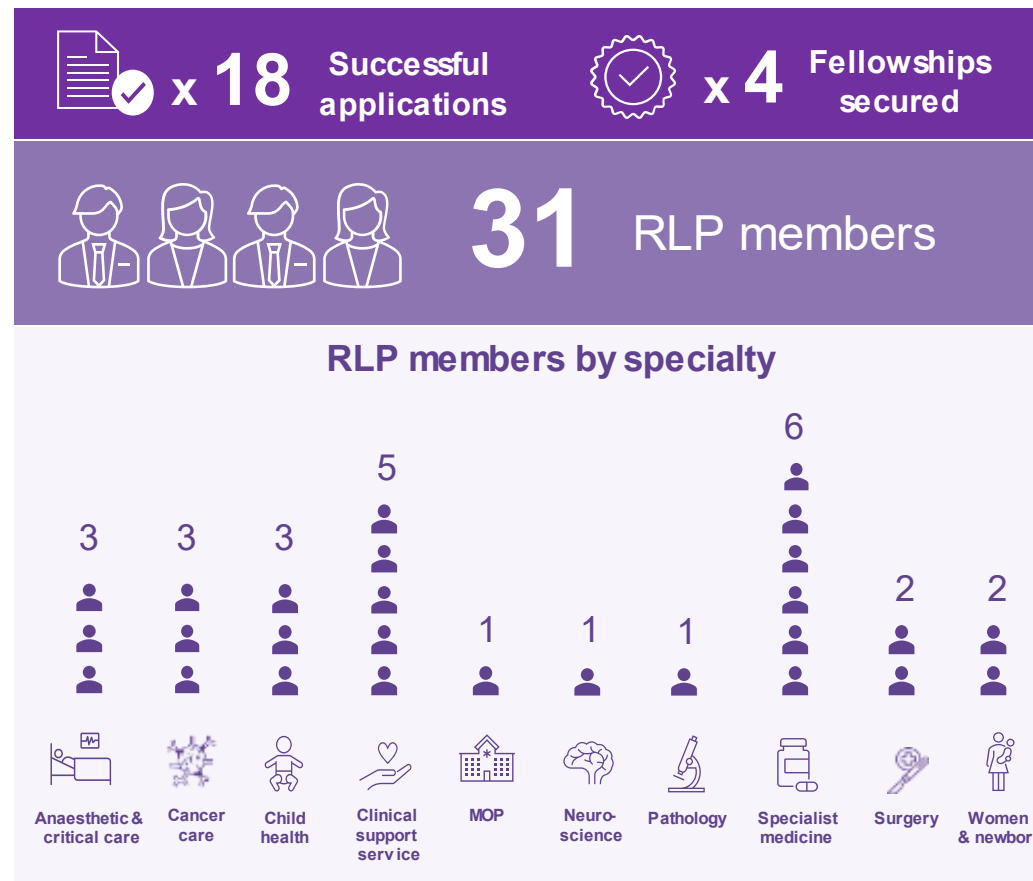 x 18 Successful applications
x 4 Fellowships secured
31 RLP members
RLP members by specialty
3
3
3
5
1
1
1
6
2
2
Anaesthetic & critical care
Cancer care
Child health
Clinical support service
MOP
Neuro-science
Pathology
Specialist medicine
Surgery
Women & newbor